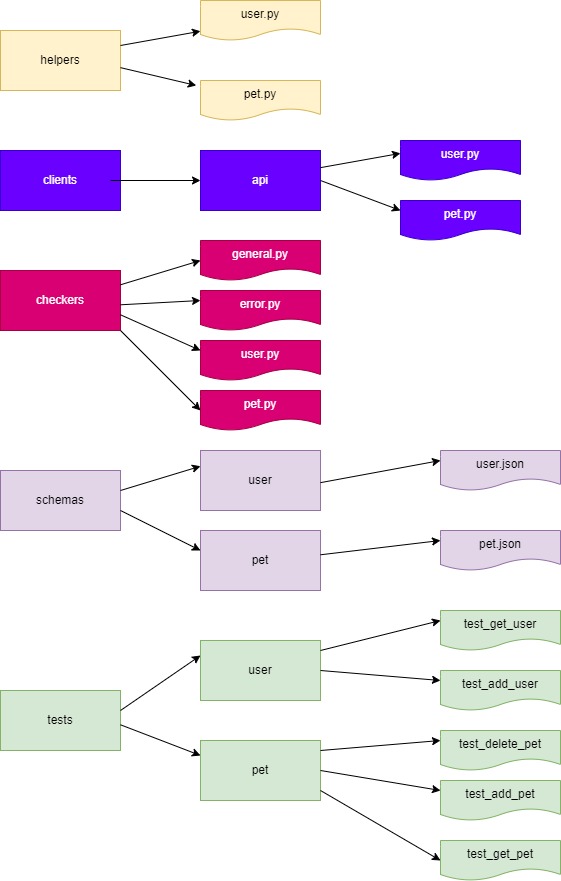 user.py
helpers
pet.py
clients
api
user.py
pet.py
general.py
checkers
error.py
user.py
pet.py
schemas
user
user.json
pet
pet.json
test_get_user
user
test_add_user
tests
test_delete_pet
pet
test_add_pet
test_get_pet